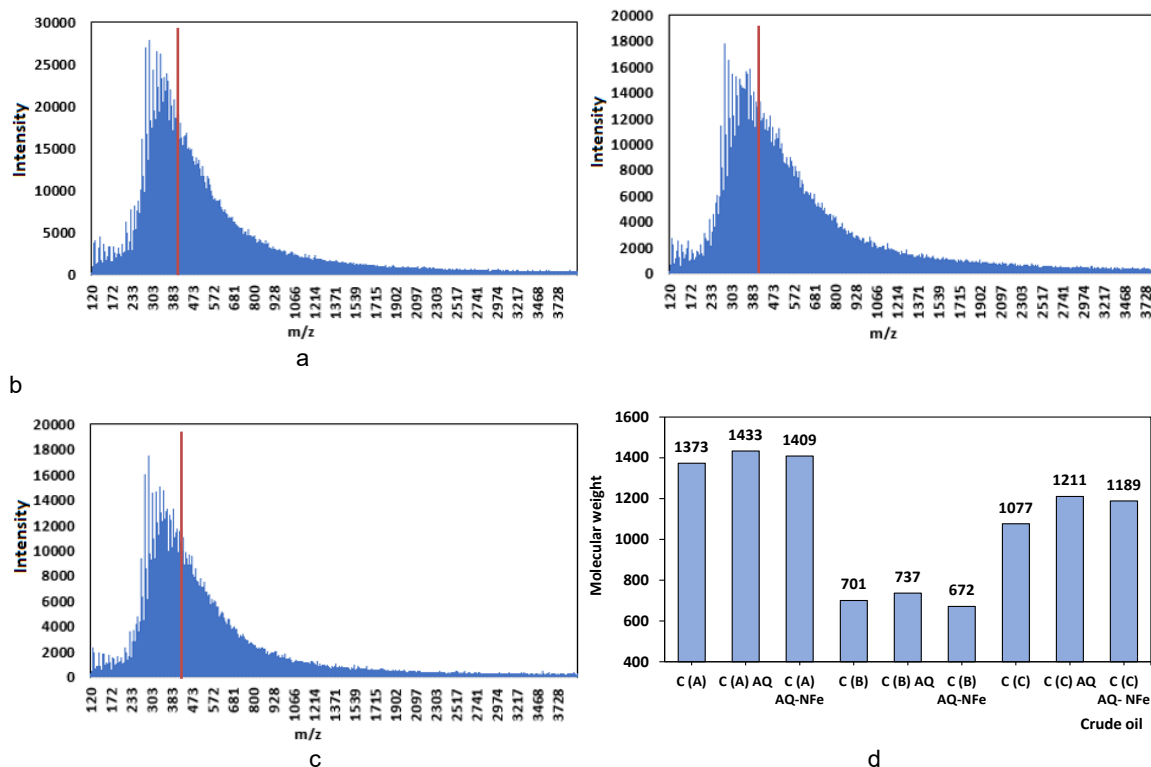 30000
25000
20000
15000
10000
5000
0
Intensity
120 172 233 303 383 473 572 681 800 928 1066 1214 1371 1539 1715 1902 2097 2303 2517 2741 2974 3217 3468 3728
m/z
a
20000
18000
16000
14000
12000
10000
8000
6000
4000
2000
0
Intensity
120 172 233 303 383 473 572 681 800 928 1066 1214 1371 1539 1715 1902 2097 2303 2517 2741 2974 3217 3468 3728
m/z
b
20000
18000
16000
14000
12000
10000
8000
6000
4000
2000
0
Intensity
120 172 233 303 383 473 572 681 800 928 1066 1214 1371 1539 1715 1902 2097 2303 2517 2741 2974 3217 3468 3728
m/z
c
1600
1400
1200
1000
800
600
400
Molecular weight
1373 1433 1409 701 737 672 1077 1211 1189
C (A) C (A) AQ C (A) C (B) C (B) AQ C (B) C (C) C (C) AQ C (C)
AQ-NFe AQ-NFe AQ- NFe
Crude oil
d